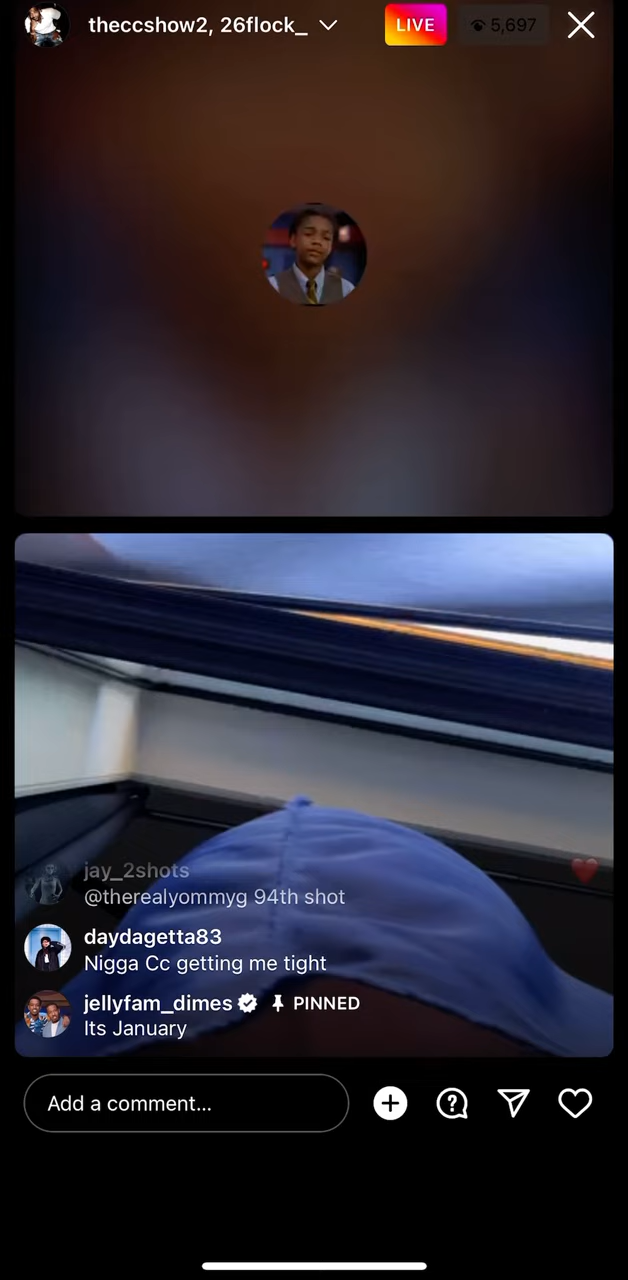 theccshow2, 26flock_
LIVE
5,697
jay_2shots
@therealyommyg 94th shot
daydagetta83
Nigga Cc getting me tight
jellyfam_dimes PINNED
Its January
Add a comment...